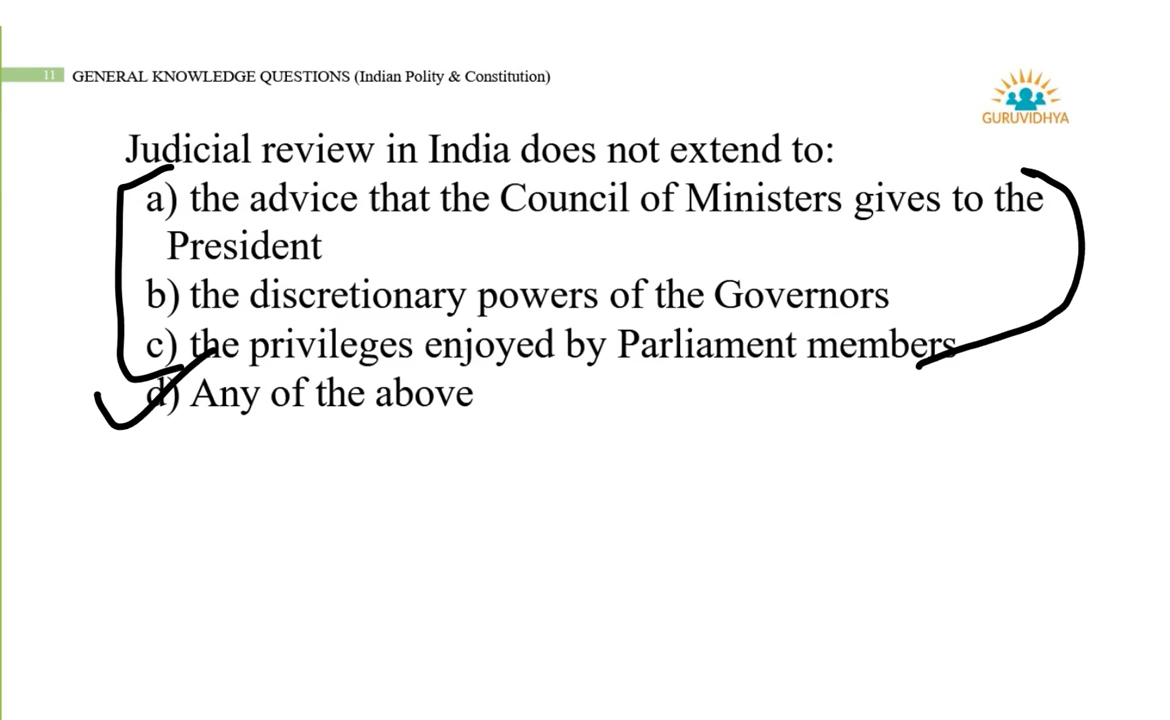 11 GENERAL KNOWLEDGE QUESTIONS (Indian Polity & Constitution)
GURUVIDHYA
Judicial review in India does not extend to:
a) the advice that the Council of Ministers gives to the
President
b) the discretionary powers of the Governors
c) the privileges enjoyed by Parliament members
d) Any of the above